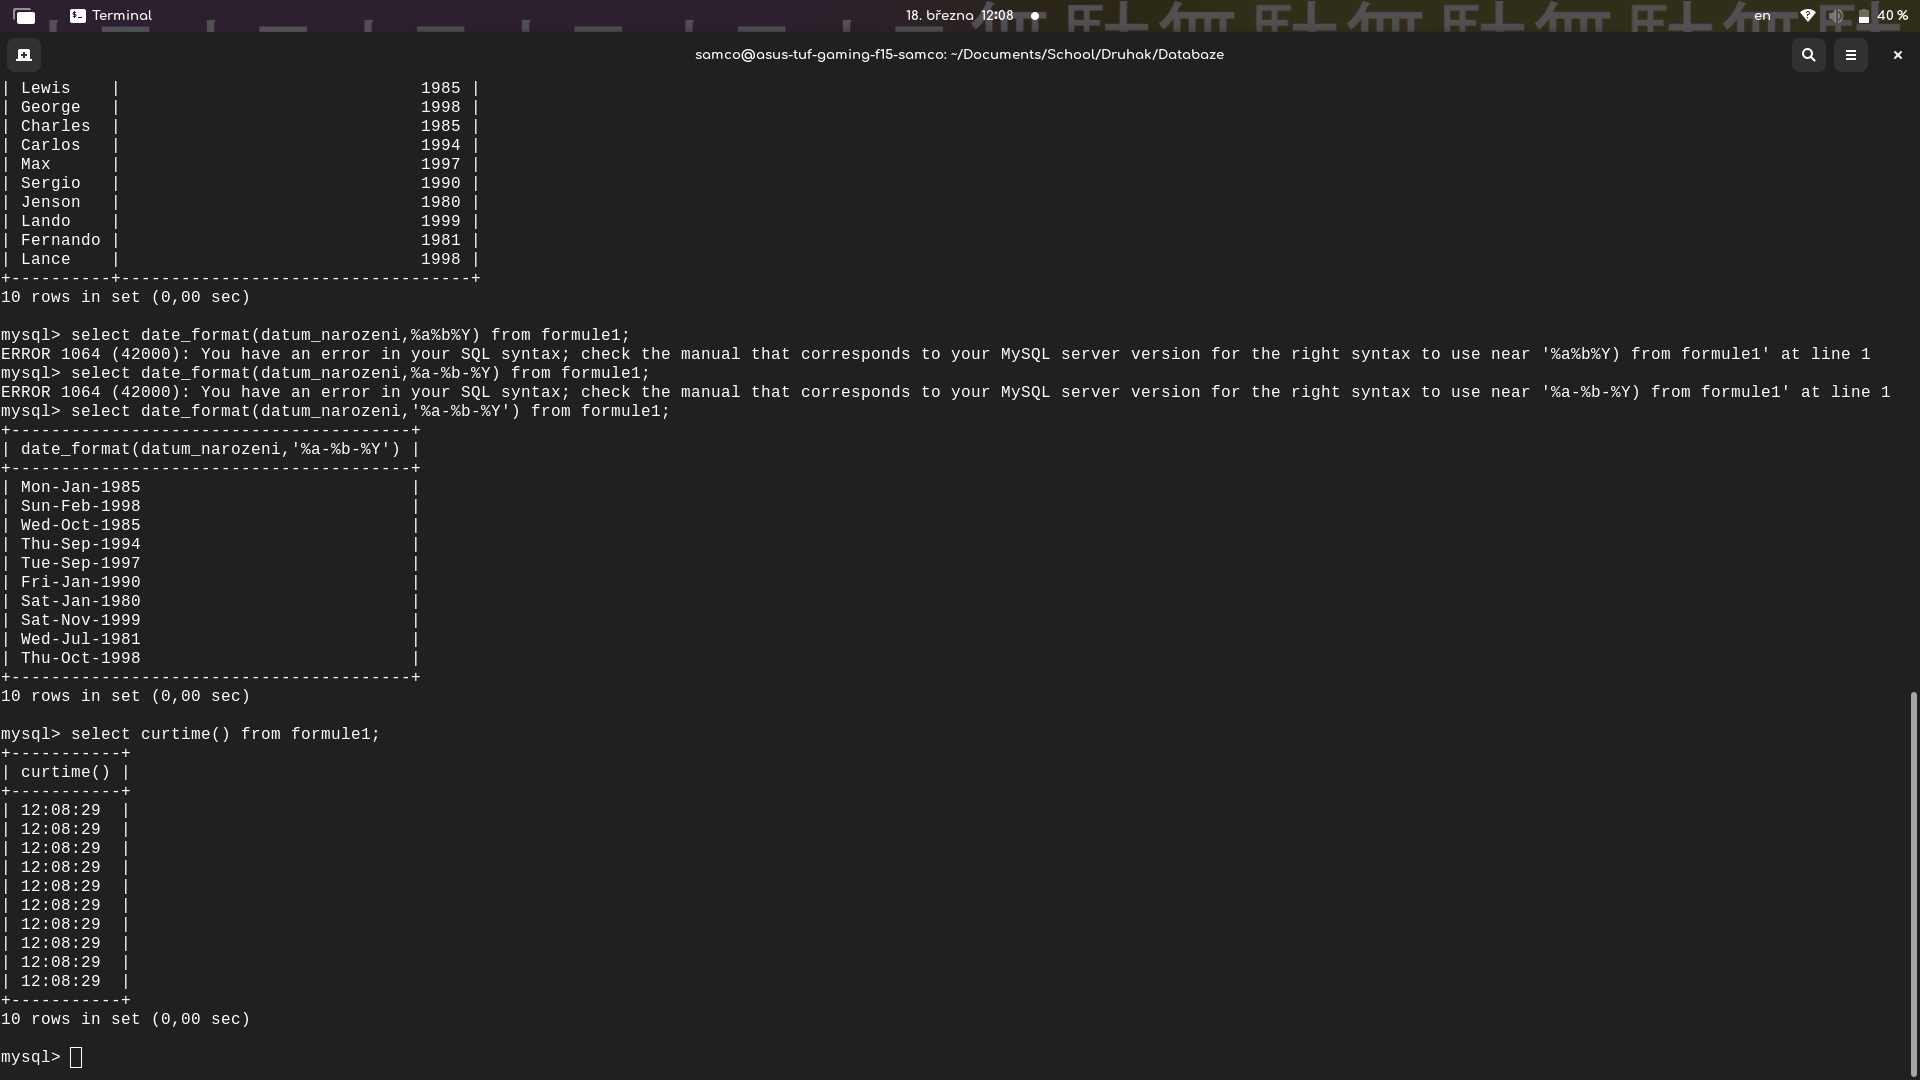 Terminal 18. března 12:08 en 40 %
samco@asus-tuf-gaming-f15-samco: ~/Documents/School/Druhak/Databaze
| Lewis    |                              1985 |
| George   |                              1998 |
| Charles  |                              1985 |
| Carlos   |                              1994 |
| Max      |                              1997 |
| Sergio   |                              1990 |
| Jenson   |                              1980 |
| Lando    |                              1999 |
| Fernando |                              1981 |
| Lance    |                              1998 |
+----------+-----------------------------------+
10 rows in set (0,00 sec)
mysql> select date_format(datum_narozeni,%a%b%Y) from formule1;
ERROR 1064 (42000): You have an error in your SQL syntax; check the manual that corresponds to your MySQL server version for the right syntax to use near '%a%b%Y) from formule1' at line 1
mysql> select date_format(datum_narozeni,%a-%b-%Y) from formule1;
ERROR 1064 (42000): You have an error in your SQL syntax; check the manual that corresponds to your MySQL server version for the right syntax to use near '%a-%b-%Y) from formule1' at line 1
mysql> select date_format(datum_narozeni,'%a-%b-%Y') from formule1;
+----------------------------------------+
| date_format(datum_narozeni,'%a-%b-%Y') |
+----------------------------------------+
| Mon-Jan-1985                           |
| Sun-Feb-1998                           |
| Wed-Oct-1985                           |
| Thu-Sep-1994                           |
| Tue-Sep-1997                           |
| Fri-Jan-1990                           |
| Sat-Jan-1980                           |
| Sat-Nov-1999                           |
| Wed-Jul-1981                           |
| Thu-Oct-1998                           |
+----------------------------------------+
10 rows in set (0,00 sec)
mysql> select curtime() from formule1;
+-----------+
| curtime() |
+-----------+
| 12:08:29  |
| 12:08:29  |
| 12:08:29  |
| 12:08:29  |
| 12:08:29  |
| 12:08:29  |
| 12:08:29  |
| 12:08:29  |
| 12:08:29  |
| 12:08:29  |
+-----------+
10 rows in set (0,00 sec)
mysql>